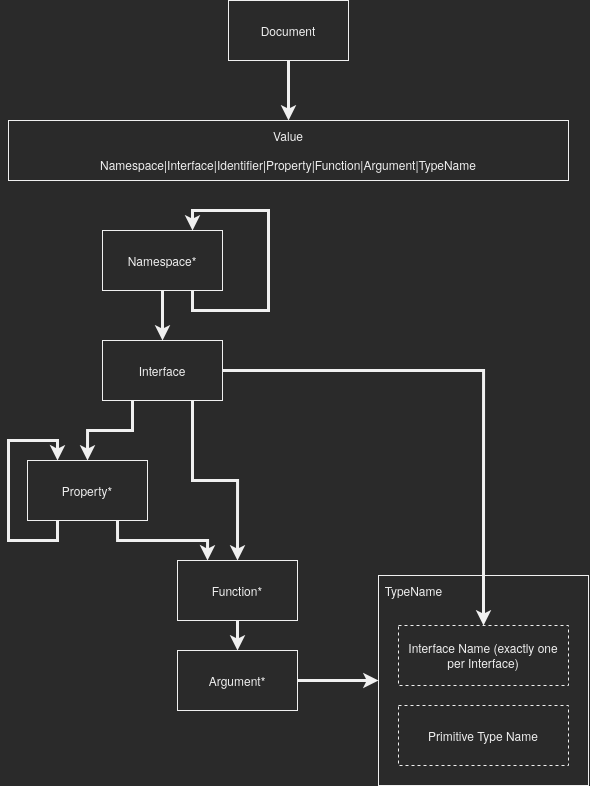 Document
Value
Namespace|Interface|Identifier|Property|Function|Argument|TypeName
Namespace*
Interface
Property*
Function*
TypeName
Interface Name (exactly one
per Interface)
Argument*
Primitive Type Name